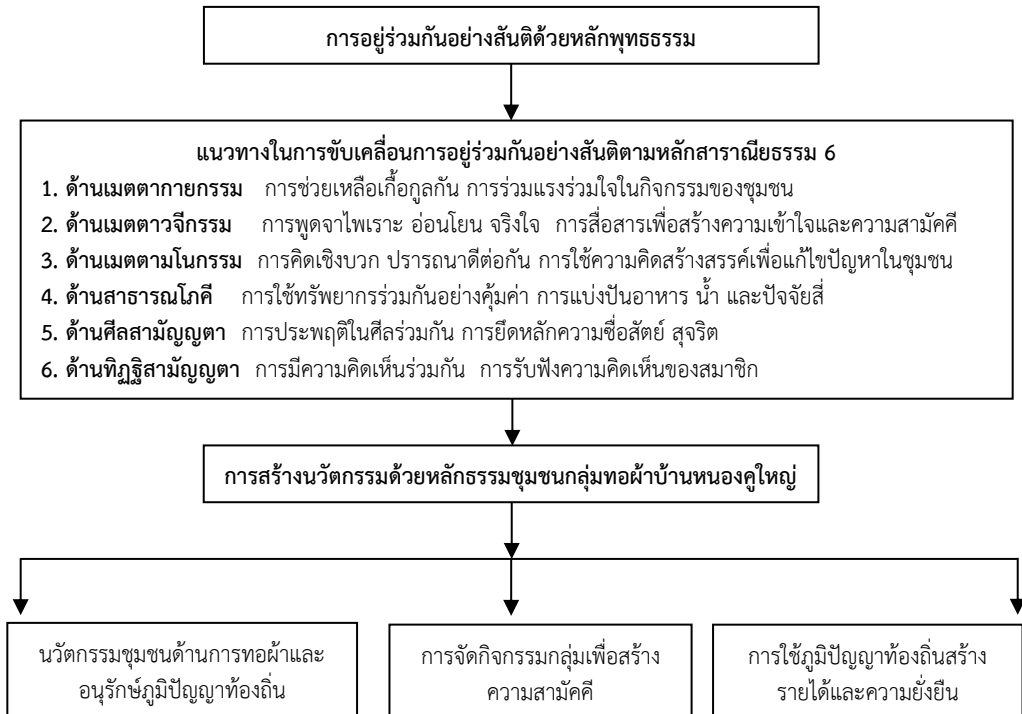 การอยู่ร่วมกันอย่างสันติด้วยหลักพุทธธรรม
แนวทางในการขับเคลื่อนการอยู่ร่วมกันอย่างสันติตามหลักสาราณียธรรม 6
1. ด้านเมตตากายกรรม การช่วยเหลือเกื้อกูลกัน การร่วมแรงร่วมใจในกิจกรรมของชุมชน
2. ด้านเมตตาวจีกรรม การพูดจาไพเราะ อ่อนโยน จริงใจ การสื่อสารเพื่อสร้างความเข้าใจและความสามัคคี
3. ด้านเมตตามโนกรรม การคิดเชิงบวก ปรารถนาดีต่อกัน การใช้ความคิดสร้างสรรค์เพื่อแก้ไขปัญหาในชุมชน
4. ด้านสาธารณโภคี การใช้ทรัพยากรร่วมกันอย่างคุ้มค่า การแบ่งปันอาหาร น้ำ และปัจจัยสี่
5. ด้านศีลสามัญญตา การประพฤติในศีลร่วมกัน การยึดหลักความซื่อสัตย์ สุจริต
6. ด้านทิฏฐิสามัญญตา การมีความคิดเห็นร่วมกัน การรับฟังความคิดเห็นของสมาชิก
การสร้างนวัตกรรมด้วยหลักธรรมชุมชนกลุ่มทอผ้าบ้านหนองคูใหญ่
นวัตกรรมชุมชนด้านการทอผ้าและ
อนุรักษ์ภูมิปัญญาท้องถิ่น
การจัดกิจกรรมกลุ่มเพื่อสร้าง
ความสามัคคี
การใช้ภูมิปัญญาท้องถิ่นสร้าง
รายได้และความยั่งยืน